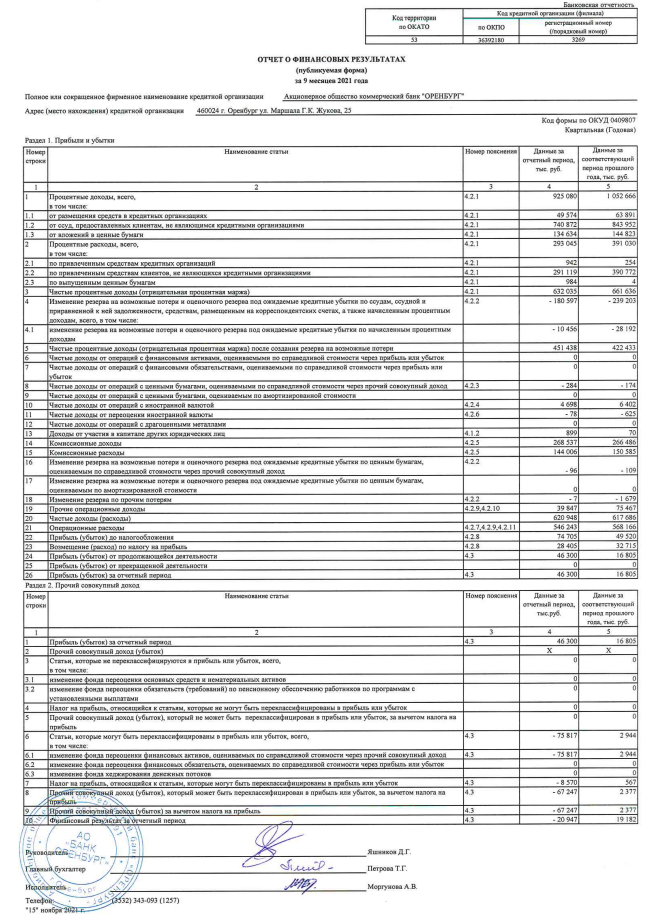 Банковская отчетность
Код территории по ОКАТО
Код кредитной организации (филиала)
по ОКПО
регистрационный номер (/порядковый номер)
53 36392180 3269
ОТЧЕТ О ФИНАНСОВЫХ РЕЗУЛЬТАТАХ
(публикуемая форма)
за 9 месяцев 2021 года
Полное или сокращенное фирменное наименование кредитной организации Акционерное общество коммерческий банк "ОРЕНБУРГ"
Адрес (место нахождения) кредитной организации 460024 г. Оренбург ул. Маршала Г.К. Жукова, 25
Код формы по ОКУД 0409807
Квартальная (Годовая)
Раздел 1. Прибыли и убытки
Номер строки Наименование статьи Номер пояснения Данные за отчетный период, тыс. руб. Данные за соответствующий период прошлого года, тыс. руб.
1 2 3 4 5
1 Процентные доходы, всего, 4.2.1 925 080 1 052 666
в том числе:
1.1 от размещения средств в кредитных организациях 4.2.1 49 574 63 891
1.2 от ссуд, предоставленных клиентам, не являющимся кредитными организациями 4.2.1 740 872 843 952
1.3 от вложений в ценные бумаги 4.2.1 134 634 144 823
2 Процентные расходы, всего, 4.2.1 293 045 391 030
в том числе:
2.1 по привлеченным средствам кредитных организаций 4.2.1 942 254
2.2 по привлеченным средствам клиентов, не являющихся кредитными организациями 4.2.1 291 119 390 772
2.3 по выпущенным ценным бумагам 4.2.1 984 4
3 Чистые процентные доходы (отрицательная процентная маржа) 4.2.1 632 035 661 636
4 Изменение резерва на возможные потери и оценочного резерва под ожидаемые кредитные убытки по ссудам, ссудной и 4.2.2 - 180 597 - 239 203
приравненной к ней задолженности, средствам, размещенным на корреспондентских счетах, а также начисленным процентным
доходам, всего, в том числе:
4.1 изменение резерва на возможные потери и оценочного резерва под ожидаемые кредитные убытки по начисленным процентным
доходам - 10 456 - 28 192
5 Чистые процентные доходы (отрицательная процентная маржа) после создания резерва на возможные потери 451 438 422 433
6 Чистые доходы от операций с финансовыми активами, оцениваемыми по справедливой стоимости через прибыль или убыток 0 0
7 Чистые доходы от операций с финансовыми обязательствами, оцениваемыми по справедливой стоимости через прибыль или 0 0
убыток
8 Чистые доходы от операций с ценными бумагами, оцениваемыми по справедливой стоимости через прочий совокупный доход 4.2.3 - 284 - 174
9 Чистые доходы от операций с ценными бумагами, оцениваемыми по амортизированной стоимости 0 0
10 Чистые доходы от операций с иностранной валютой 4.2.4 4 698 6 402
11 Чистые доходы от переоценки иностранной валюты 4.2.6 - 78 - 625
12 Чистые доходы от операций с драгоценными металлами 0 0
13 Доходы от участия в капитале других юридических лиц 4.1.2 899 70
14 Комиссионные доходы 4.2.5 268 537 266 486
15 Комиссионные расходы 4.2.5 144 006 150 585
16 Изменение резерва на возможные потери и оценочного резерва под ожидаемые кредитные убытки по ценным бумагам, 4.2.2
оцениваемым по справедливой стоимости через прочий совокупный доход - 96 - 109
17 Изменение резерва на возможные потери и оценочного резерва под ожидаемые кредитные убытки по ценным бумагам,
оцениваемым по амортизированной стоимости 0 0
18 Изменение резерва по прочим потерям 4.2.2 - 7 - 1 679
19 Прочие операционные доходы 4.2.9,4.2.10 39 847 75 467
20 Чистые доходы (расходы) 620 948 617 686
21 Операционные расходы 4.2.7,4.2.9,4.2.11 546 243 568 166
22 Прибыль (убыток) до налогообложения 4.2.8 74 705 49 520
23 Возмещение (расход) по налогу на прибыль 4.2.8 28 405 32 715
24 Прибыль (убыток) от продолжающейся деятельности 4.3 46 300 16 805
25 Прибыль (убыток) от прекращенной деятельности 0 0
26 Прибыль (убыток) за отчетный период 4.3 46 300 16 805
Раздел 2. Прочий совокупный доход
Номер строки Наименование статьи Номер пояснения Данные за отчетный период, тыс.руб. Данные за соответствующий период прошлого года, тыс. руб.
1 2 3 4 5
1 Прибыль (убыток) за отчетный период 4.3 46 300 16 805
2 Прочий совокупный доход (убыток) X X
3 Статьи, которые не переклассифицируются в прибыль или убыток, всего, 0 0
в том числе:
3.1 изменение фонда переоценки основных средств и нематериальных активов 0 0
3.2 изменение фонда переоценки обязательств (требований) по пенсионному обеспечению работников по программам с 0 0
установленными выплатами
4 Налог на прибыль, относящийся к статьям, которые не могут быть переклассифицированы в прибыль или убыток 0 0
5 Прочий совокупный доход (убыток), который не может быть переклассифицирован в прибыль или убыток, за вычетом налога на 0 0
прибыль
6 Статьи, которые могут быть переклассифицированы в прибыль или убыток, всего, 4.3 - 75 817 2 944
в том числе:
6.1 изменение фонда переоценки финансовых активов, оцениваемых по справедливой стоимости через прочий совокупный доход 4.3 - 75 817 2 944
6.2 изменение фонда переоценки финансовых обязательств, оцениваемых по справедливой стоимости через прибыль или убыток 0 0
6.3 изменение фонда хеджирования денежных потоков 0 0
7 Налог на прибыль, относящийся к статьям, которые могут быть переклассифицированы в прибыль или убыток 4.3 - 8 570 567
8 Прочий совокупный доход (убыток), который может быть переклассифицирован в прибыль или убыток, за вычетом налога на 4.3 - 67 247 2 377
прибыль
9 Прочий совокупный доход (убыток) за вычетом налога на прибыль 4.3 - 67 247 2 377
10 Финансовый результат за отчетный период 4.3 - 20 947 19 182
АО
"БАНК
ОРЕНБУРГ"
Руководитель Яшников Д.Г.
Главный бухгалтер Петрова Т.Г.
Исполнитель Моргунова А.В.
Телефон: (3532) 343-093 (1257)
"15" ноября 2021 г.